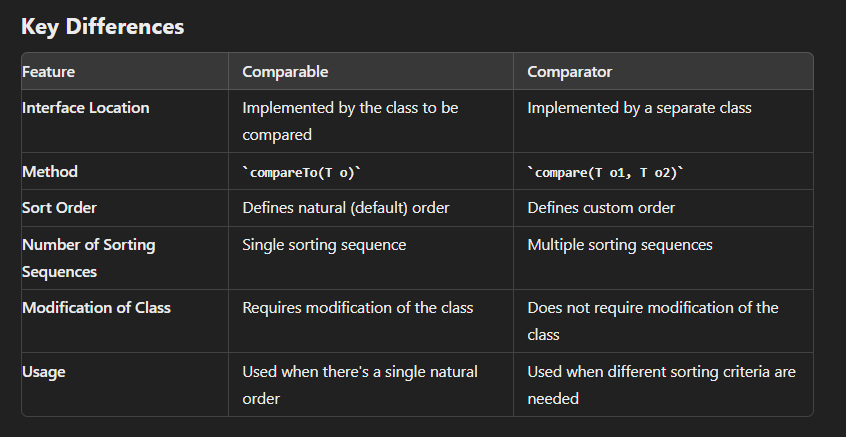 Key Differences
Feature Comparable Comparator
Interface Location Implemented by the class to be Implemented by a separate class
compared
Method `compareTo(T o)` `compare(T o1, T o2)`
Sort Order Defines natural (default) order Defines custom order
Number of Sorting Single sorting sequence Multiple sorting sequences
Sequences
Modification of Class Requires modification of the class Does not require modification of the
class
Usage Used when there's a single natural Used when different sorting criteria are
order needed